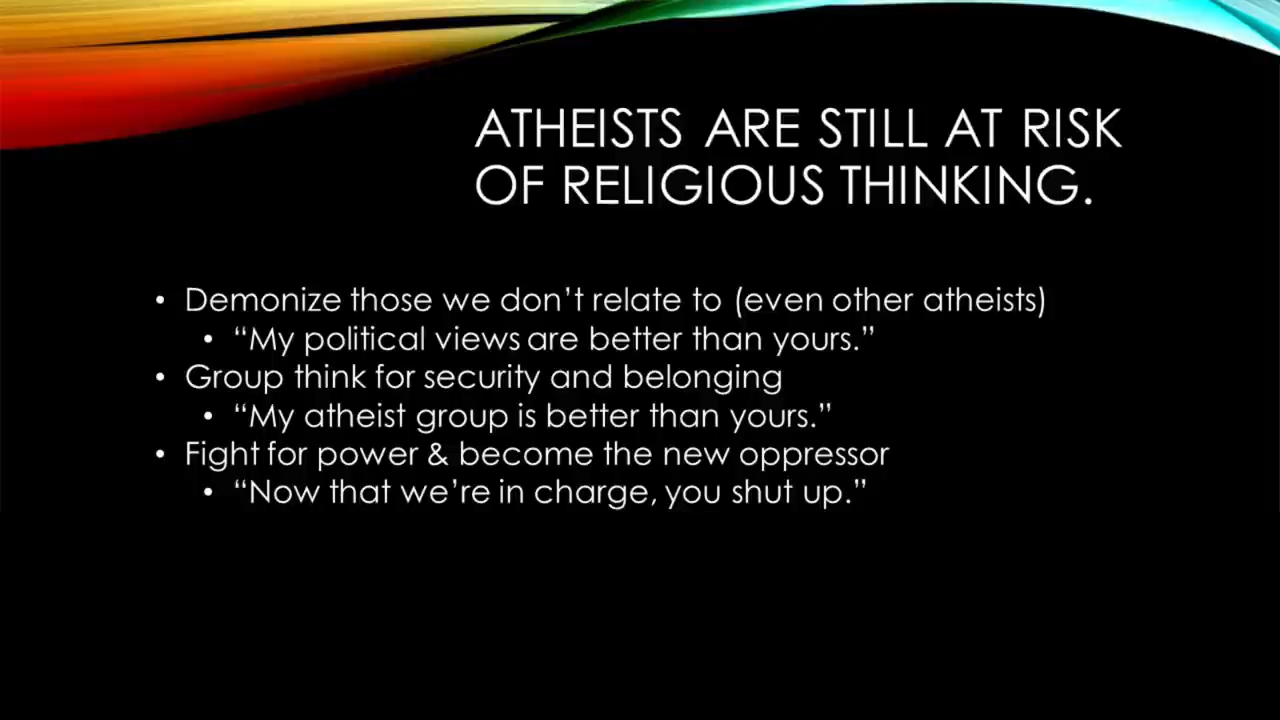 ATHEISTS ARE STILL AT RISK
OF RELIGIOUS THINKING.
• Demonize those we don’t relate to (even other atheists)
• “My political views are better than yours.”
• Group think for security and belonging
• “My atheist group is better than yours.”
• Fight for power & become the new oppressor
• “Now that we’re in charge, you shut up.”